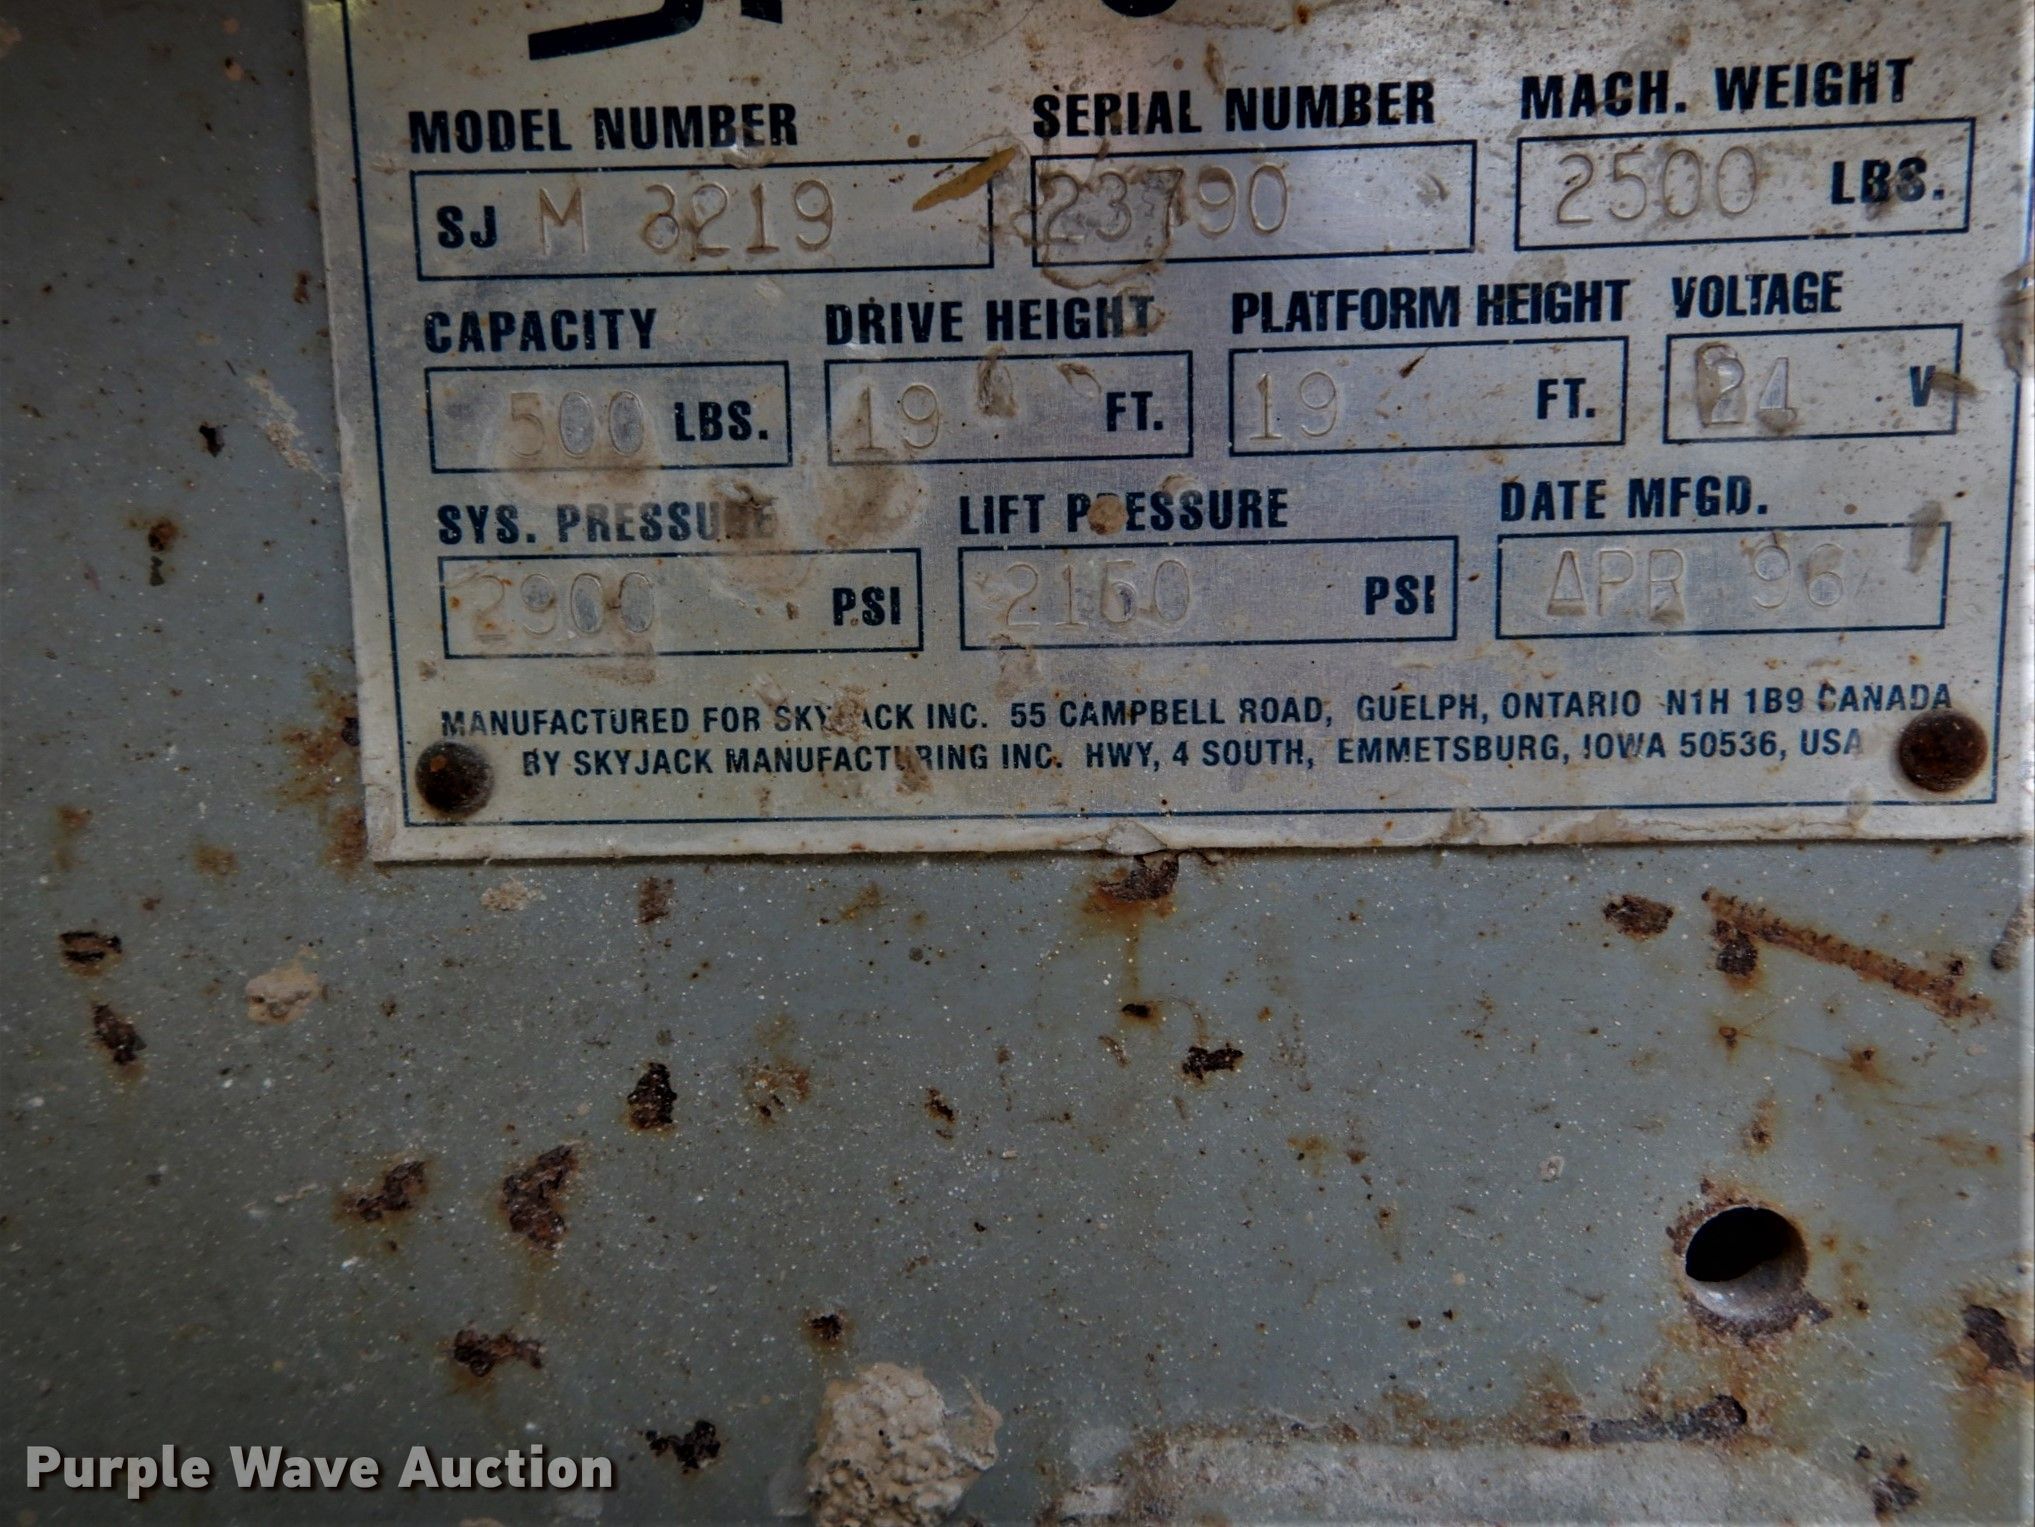 MODEL NUMBER SERIAL NUMBER MACH. WEIGHT
SJ M 3219 23790 2500 LBS.
CAPACITY DRIVE HEIGHT PLATFORM HEIGHT VOLTAGE
500 LBS. 19 FT. 19 FT. 24 V
SYS. PRESSURE LIFT PRESSURE DATE MFGD.
2900 PSI 2150 PSI APR 96
MANUFACTURED FOR SKYJACK INC. 55 CAMPBELL ROAD, GUELPH, ONTARIO N1H 1B9 CANADA
BY SKYJACK MANUFACTURING INC. HWY, 4 SOUTH, EMMETSBURG, IOWA 50536, USA
Purple Wave Auction